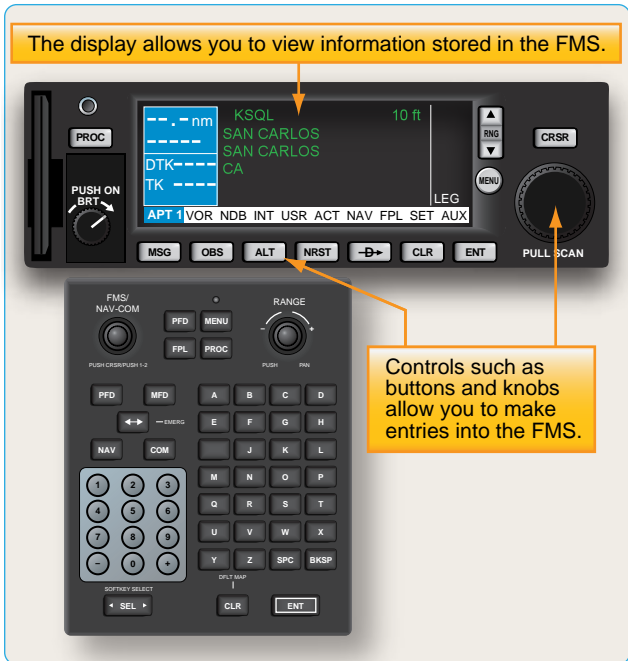 The display allows you to view information stored in the FMS.
PROC
PUSH ON
BRT
--.-nm
-----
DTK----
TK ----
KSQL 10 ft
SAN CARLOS
SAN CARLOS
CA
LEG
APT 1 VOR NDB INT USR ACT NAV FPL SET AUX
RNG
MENU
CRSR
PULL SCAN
MSG OBS ALT NRST D CLR ENT
Controls such as
buttons and knobs
allow you to make
entries into the FMS.
FMS/
NAV-COM
PUSH CRSR/PUSH 1-2
PFD MENU
FPL PROC
RANGE
- +
PUSH PAN
PFD MFD
EMERG
NAV COM
1 2 3
4 5 6
7 8 9
- 0 +
A B C D
E F G H
J K L
M N O P
Q R S T
U V W X
Y Z SPC BKSP
SOFTKEY SELECT
SEL
DFLT MAP
CLR ENT